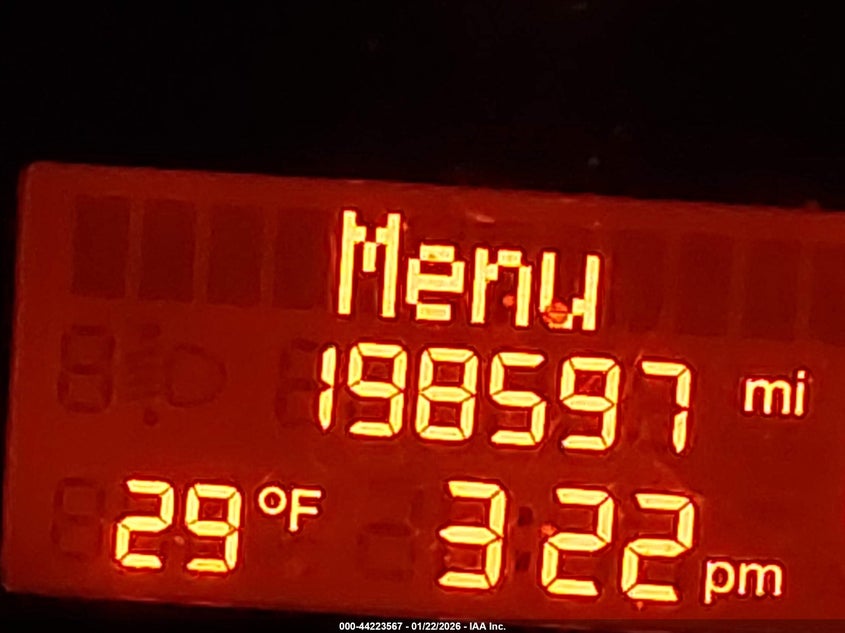 Menu
198597 mi
29 °F 3:22 pm
000-44223567 - 01/22/2026 - IAA Inc.